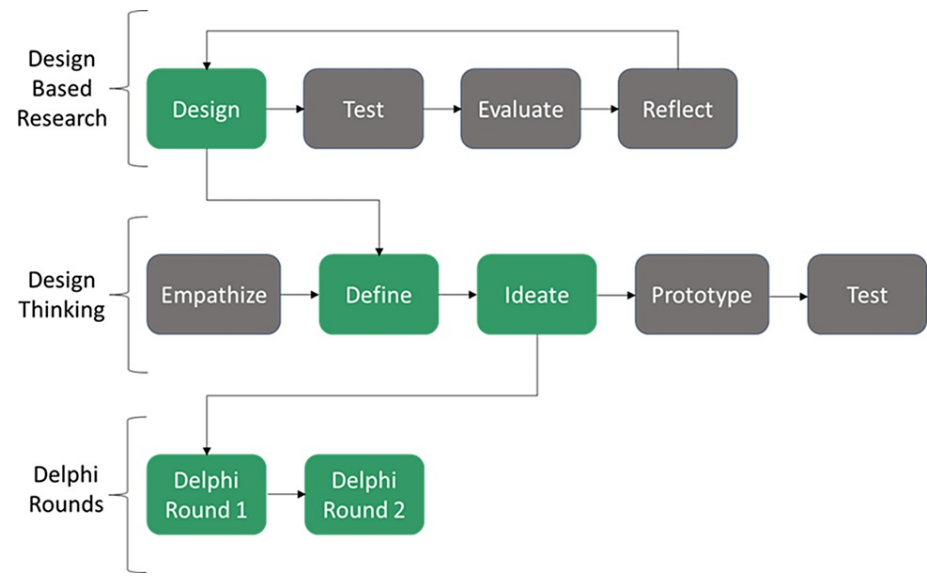 Design
Based
Research
Design
Test
Evaluate
Reflect
Design
Thinking
Empathize
Define
Ideate
Prototype
Test
Delphi
Rounds
Delphi
Round 1
Delphi
Round 2